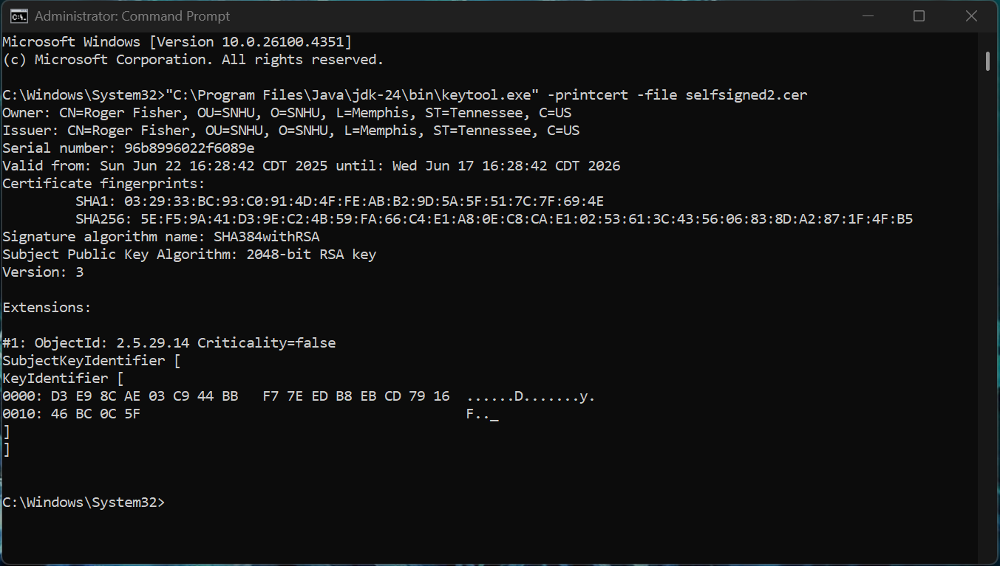 Administrator: Command Prompt
Microsoft Windows [Version 10.0.26100.4351]
(c) Microsoft Corporation. All rights reserved.
C:\Windows\System32>"C:\Program Files\Java\jdk-24\bin\keytool.exe" -printcert -file selfsigned2.cer
Owner: CN=Roger Fisher, OU=SNHU, O=SNHU, L=Memphis, ST=Tennessee, C=US
Issuer: CN=Roger Fisher, OU=SNHU, O=SNHU, L=Memphis, ST=Tennessee, C=US
Serial number: 96b8996022f6089e
Valid from: Sun Jun 22 16:28:42 CDT 2025 until: Wed Jun 17 16:28:42 CDT 2026
Certificate fingerprints:
         SHA1: 03:29:33:BC:93:C0:91:4D:4F:FE:AB:B2:9D:5A:5F:51:7C:7F:69:4E
         SHA256: 5E:F5:9A:41:D3:9E:C2:4B:59:FA:66:C4:E1:A8:0E:C8:CA:E1:02:53:61:3C:43:56:06:83:8D:A2:87:1F:4F:B5
Signature algorithm name: SHA384withRSA
Subject Public Key Algorithm: 2048-bit RSA key
Version: 3
Extensions:
#1: ObjectId: 2.5.29.14 Criticality=false
SubjectKeyIdentifier [
KeyIdentifier [
0000: D3 E9 8C AE 03 C9 44 BB   F7 7E ED B8 EB CD 79 16  ......D.......y.
0010: 46 BC 0C 5F                                        F.._
]
]
C:\Windows\System32>